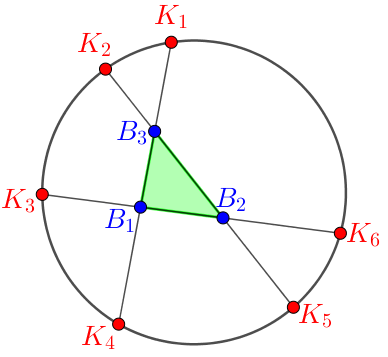 K₁
K₂
B₃
K₃
B₁
B₂
K₆
K₅
K₄